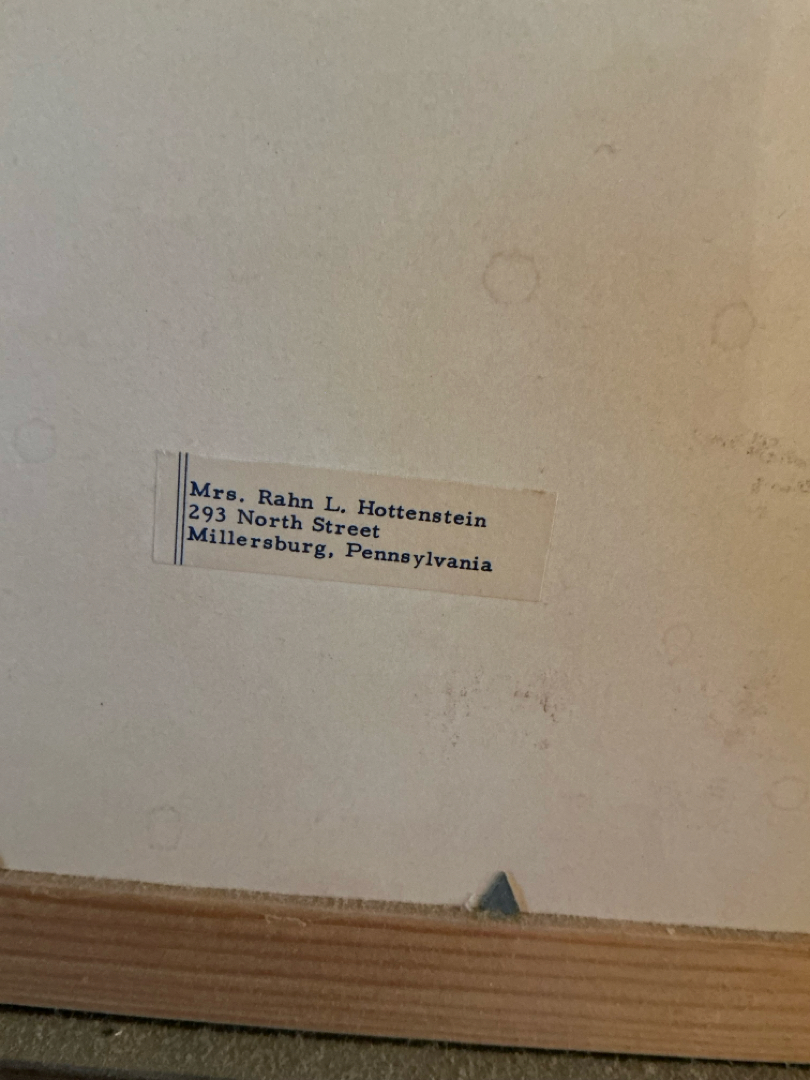 Mrs. Rahn L. Hottenstein
293 North Street
Millersburg, Pennsylvania